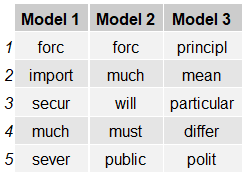 Model 1 Model 2 Model 3
1 forc forc principl
2 import much mean
3 secur will particular
4 much must differ
5 sever public polit